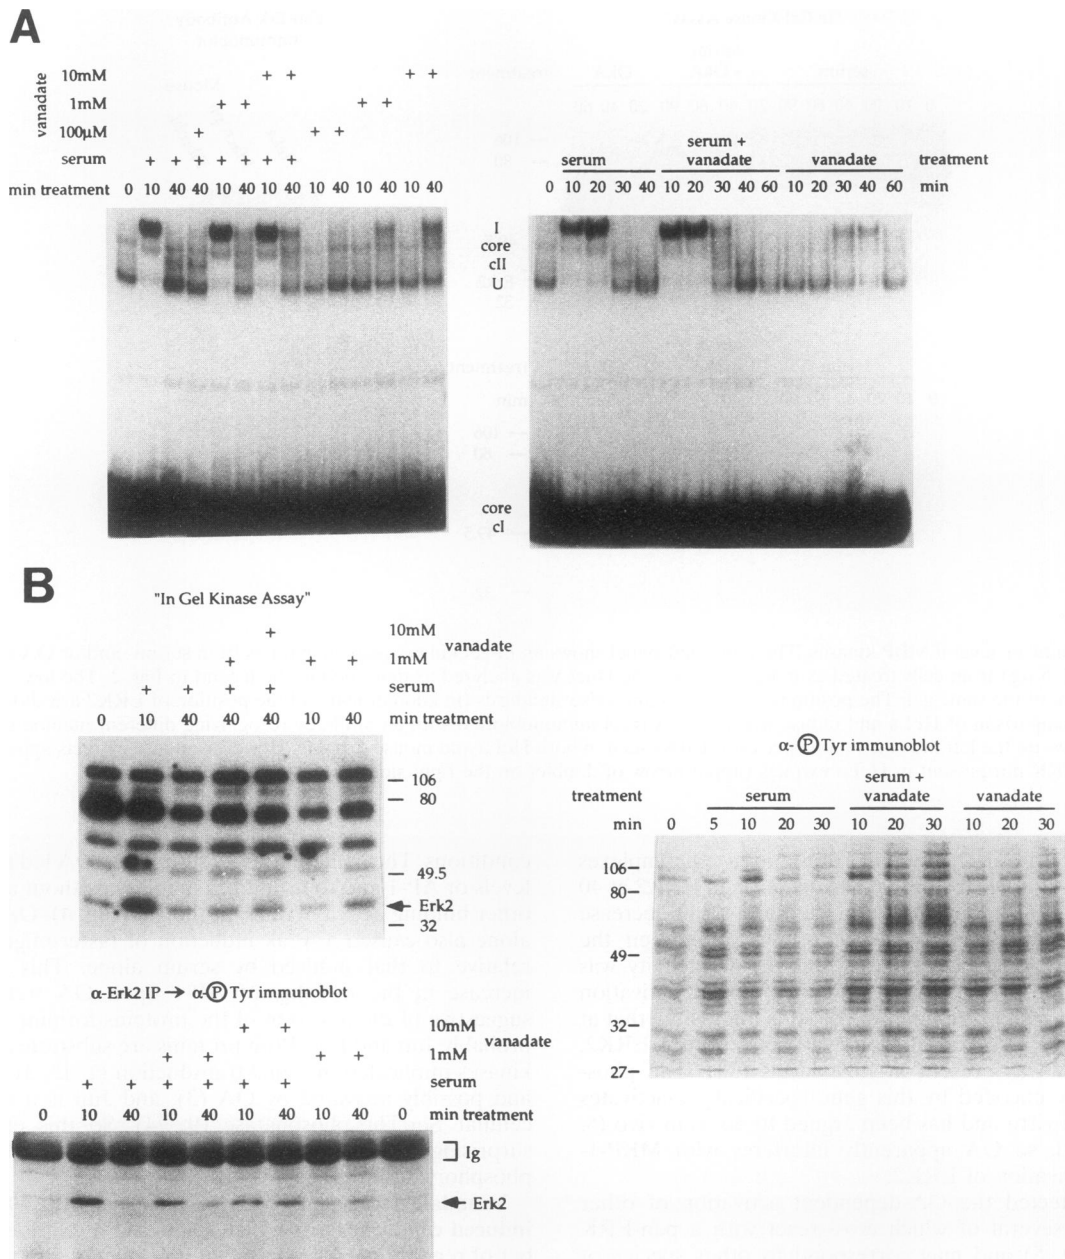 A
vanadate
10mM + + + +
1mM + + + +
100μM + + +
serum + + + + + + +
min treatment 0 10 40 40 10 40 10 40 10 40 10 40 10 40
serum serum + vanadate vanadate treatment
0 10 20 30 40 10 20 30 40 60 10 20 30 40 60 min
I
core
cII
U
core
cI
B
"In Gel Kinase Assay"
+ 10mM vanadate
+ + + 1mM
+ + + + serum
0 10 40 40 40 10 40 min treatment
106
80
49.5
Erk2
32
α-Erk2 IP → α-Ⓟ Tyr immunoblot
+ + 10mM vanadate
+ + + + 1mM
+ + + + + + serum
0 10 40 10 40 10 40 10 40 0 min treatment
Ig
Erk2
α-Ⓟ Tyr immunoblot
treatment serum serum + vanadate vanadate
min 0 5 10 20 30 10 20 30 10 20 30
106
80
49
32
27